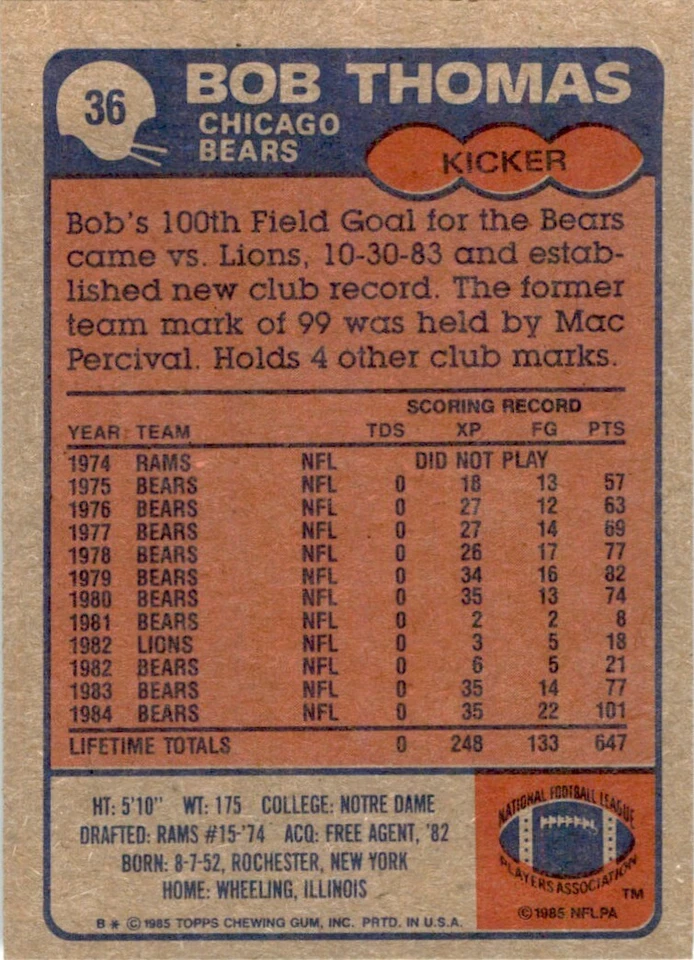 36
BOB THOMAS
CHICAGO
BEARS
KICKER
Bob's 100th Field Goal for the Bears
came vs. Lions, 10-30-83 and estab-
lished new club record. The former
team mark of 99 was held by Mac
Percival. Holds 4 other club marks.
SCORING RECORD
YEAR TEAM TDS XP FG PTS
1974 RAMS NFL DID NOT PLAY
1975 BEARS NFL 0 18 13 57
1976 BEARS NFL 0 27 12 63
1977 BEARS NFL 0 27 14 69
1978 BEARS NFL 0 26 17 77
1979 BEARS NFL 0 34 16 82
1980 BEARS NFL 0 35 13 74
1981 BEARS NFL 0 2 2 8
1982 LIONS NFL 0 3 5 18
1982 BEARS NFL 0 6 5 21
1983 BEARS NFL 0 35 14 77
1984 BEARS NFL 0 35 22 101
LIFETIME TOTALS 0 248 133 647
HT: 5'10" WT: 175 COLLEGE: NOTRE DAME
DRAFTED: RAMS #15-'74 ACQ: FREE AGENT, '82
BORN: 8-7-52, ROCHESTER, NEW YORK
HOME: WHEELING, ILLINOIS
B * © 1985 TOPPS CHEWING GUM, INC. PRTD. IN U.S.A.
NATIONAL FOOTBALL LEAGUE
PLAYERS ASSOCIATION
TM
© 1985 NFLPA